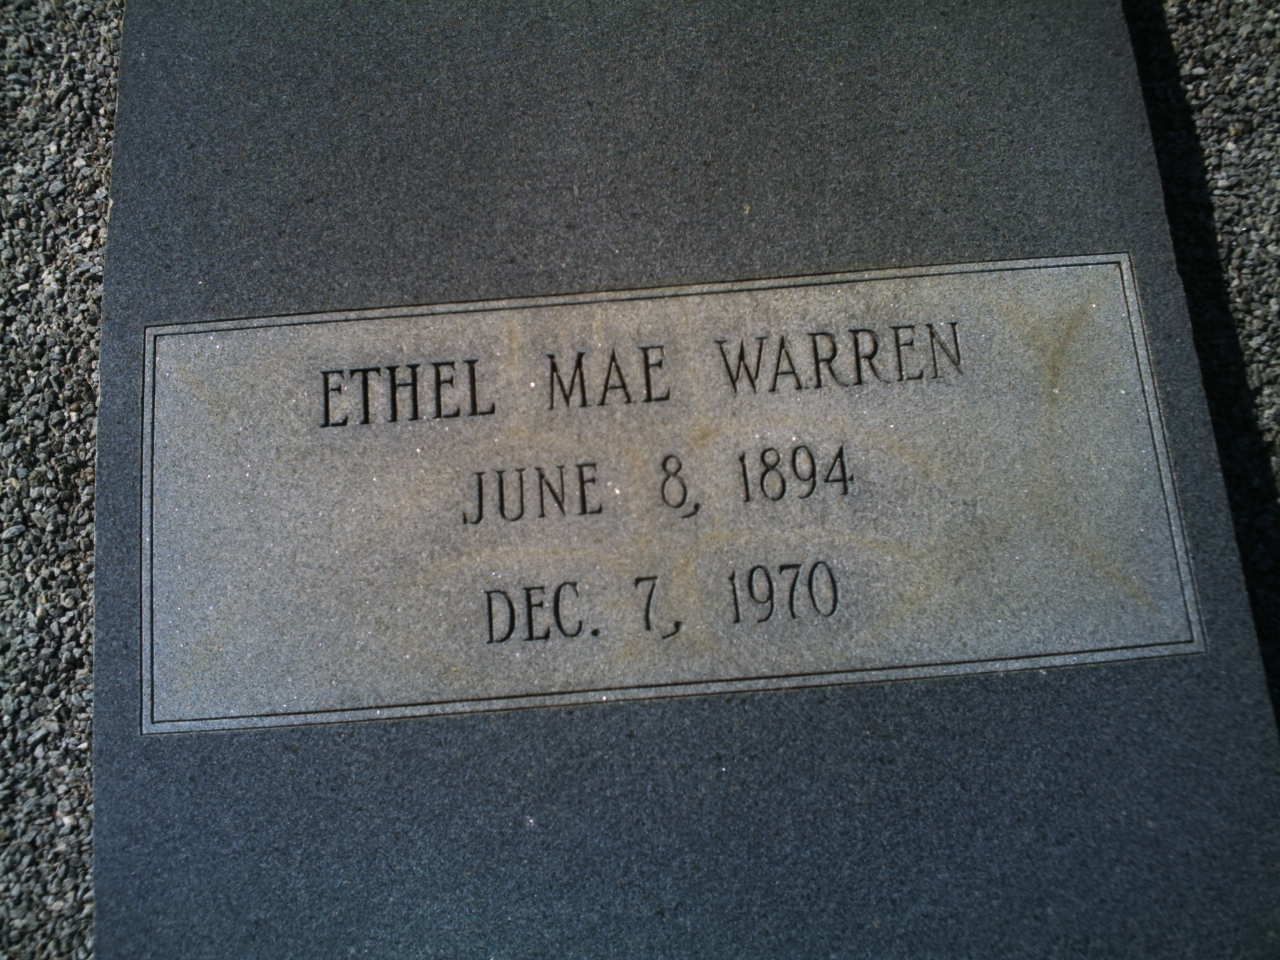 ETHEL MAE WARREN
JUNE 8, 1894
DEC. 7, 1970